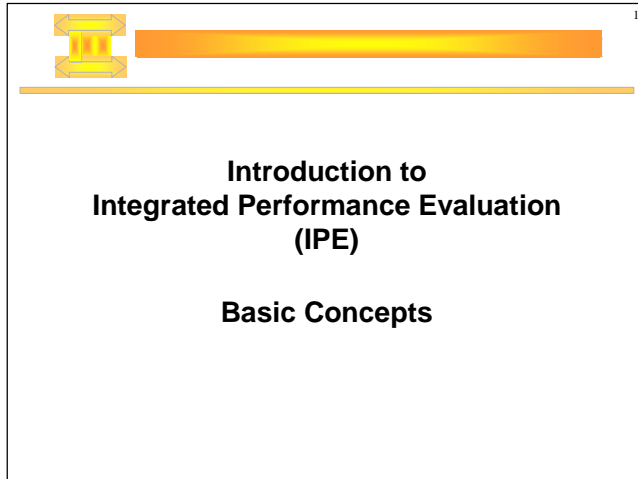 1
Introduction to
Integrated Performance Evaluation
(IPE)
Basic Concepts